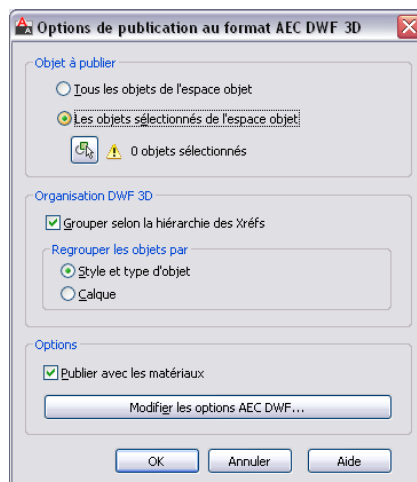 Options de publication au format AEC DWF 3D
Objet à publier
Tous les objets de l'espace objet
Les objets sélectionnés de l'espace objet
0 objets sélectionnés
Organisation DWF 3D
Grouper selon la hiérarchie des Xréfs
Regrouper les objets par
Style et type d'objet
Calque
Options
Publier avec les matériaux
Modifier les options AEC DWF...
OK Annuler Aide